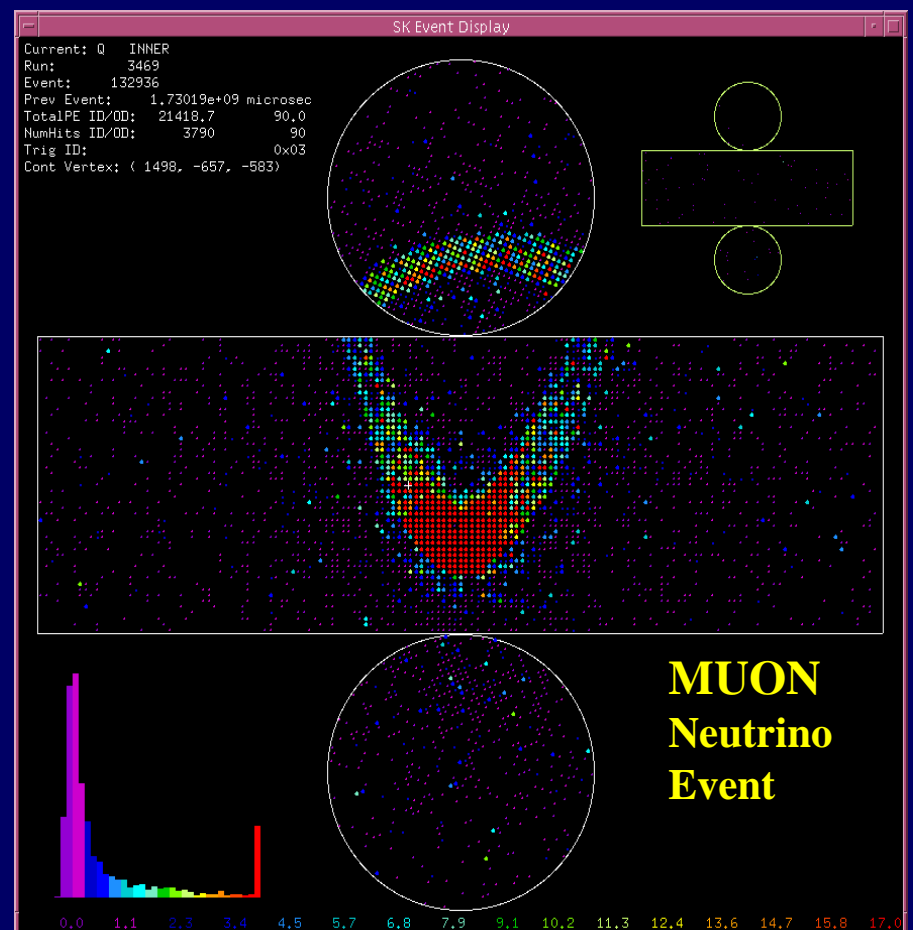 SK Event Display
Current: Q INNER
Run: 3469
Event: 132936
Prev Event: 1.73019e+09 microsec
TotalPE ID/OD: 21418.7 90.0
NumHits ID/OD: 3790 90
Trig ID: 0x03
Cont Vertex: ( 1498, -657, -583)
MUON
Neutrino
Event
0.0 1.1 2.3 3.4 4.5 5.7 6.8 7.9 9.1 10.2 11.3 12.4 13.6 14.7 15.8 17.0